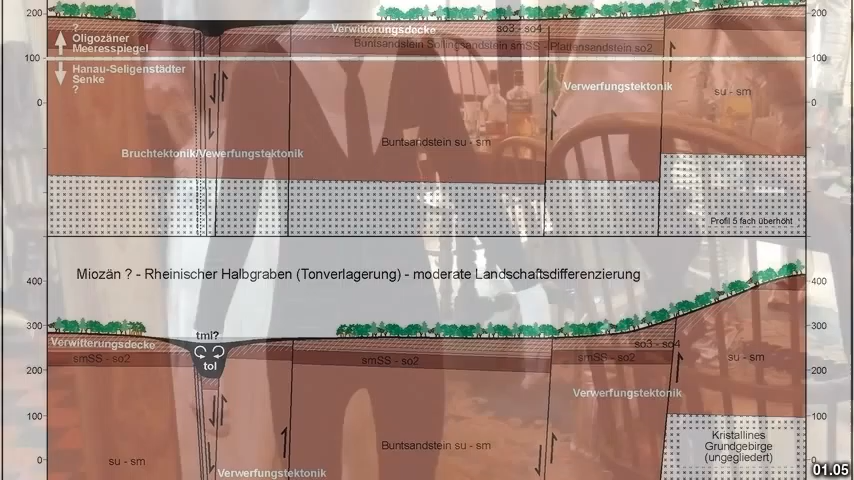 200
200
?
Oligozäner
Meeresspiegel
Verwitterungsdecke
so3 - so4
Buntsandstein Sollingsandstein smSS - Plattensandstein so2
100
100
Hanau-Seligenstädter
Senke
?
Verwerfungstektonik
su - sm
0
0
Buntsandstein su - sm
Bruchtektonik/Vewerfungstektonik
Profil 5 fach überhöht
Miozän ? - Rheinischer Halbgraben (Tonverlagerung) - moderate Landschaftsdifferenzierung
400
400
300
300
tmi?
Verwitterungsdecke
so3 - so4
smSS - so2
smSS - so2
smSS - so2
su - sm
tol
200
200
Verwerfungstektonik
100
100
Kristallines
Grundgebirge
(ungegliedert)
Buntsandstein su - sm
su - sm
0
0
Verwerfungstektonik
01.05